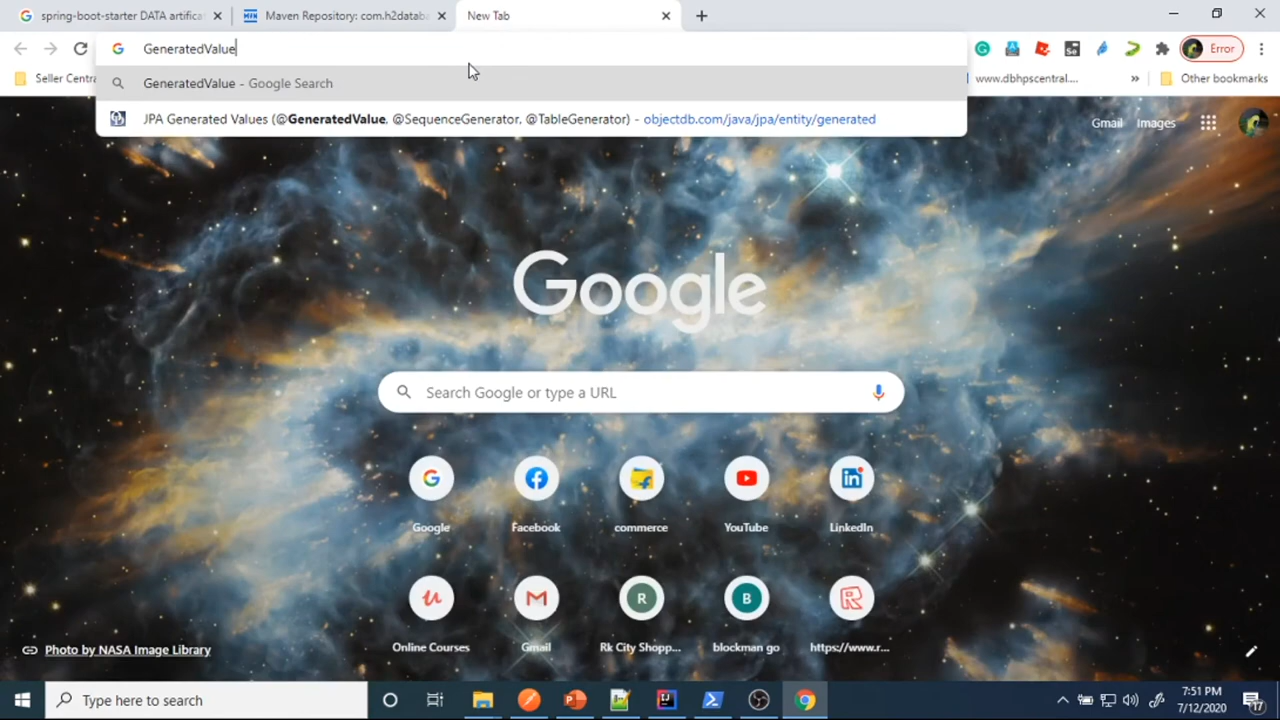 spring-boot-starter DATA artifica
Maven Repository: com.h2databa
New Tab
GeneratedValue
Error
GeneratedValue - Google Search
JPA Generated Values (@GeneratedValue, @SequenceGenerator, @TableGenerator) - objectdb.com/java/jpa/entity/generated
Seller Centra
www.dbhpscentral....
Other bookmarks
Gmail
Images
Google
Search Google or type a URL
Google
Facebook
commerce
YouTube
LinkedIn
Online Courses
Gmail
Rk City Shopp...
blockman go
https://www.r...
Photo by NASA Image Library
Type here to search
7:51 PM
7/12/2020
17